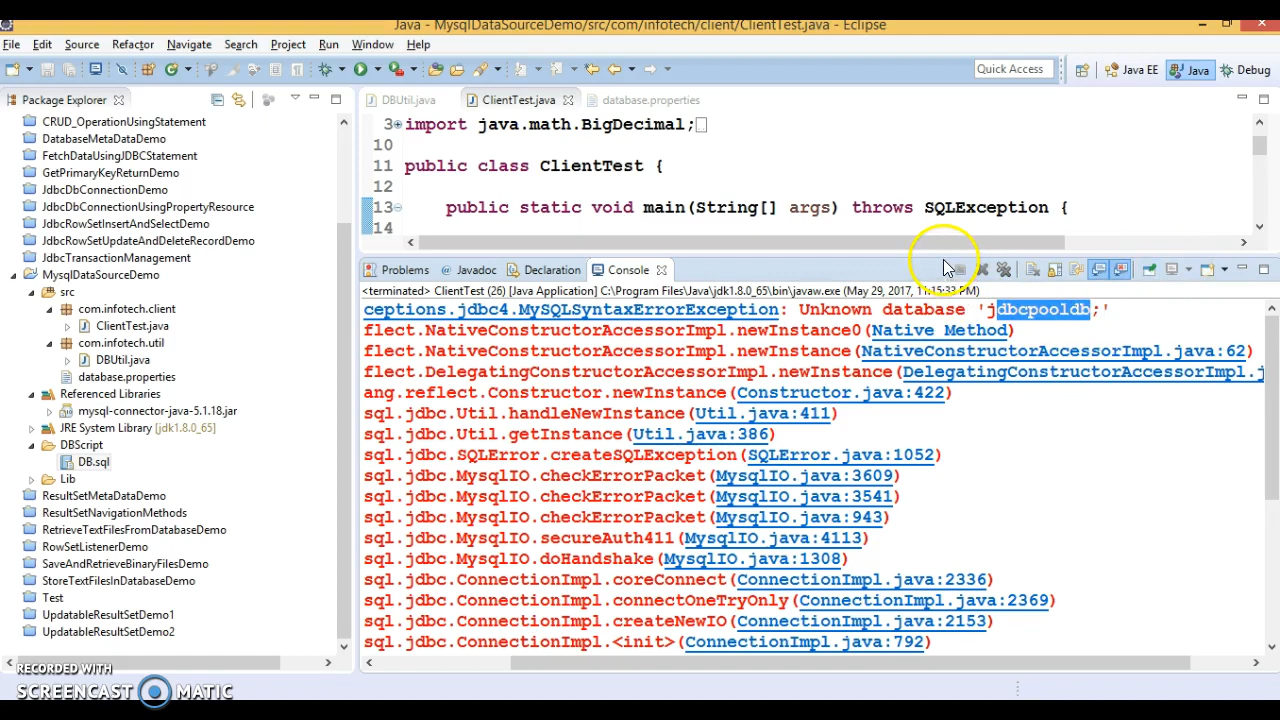 Java - MysqlDataSourceDemo/src/com/infotech/client/ClientTest.java - Eclipse
File Edit Source Refactor Navigate Search Project Run Window Help
Quick Access Java EE Java Debug
Package Explorer
CRUD_OperationUsingStatement
DatabaseMetaDataDemo
FetchDataUsingJDBCStatement
GetPrimaryKeyReturnDemo
JdbcDbConnectionDemo
JdbcDbConnectionUsingPropertyResource
JdbcRowSetInsertAndSelectDemo
JdbcRowSetUpdateAndDeleteRecordDemo
JdbcTransactionManagement
MysqlDataSourceDemo
src
com.infotech.client
ClientTest.java
com.infotech.util
DBUtil.java
database.properties
Referenced Libraries
mysql-connector-java-5.1.18.jar
JRE System Library [jdk1.8.0_65]
DBScript
DB.sql
Lib
ResultSetMetaDataDemo
ResultSetNavigationMethods
RetrieveTextFilesFromDatabaseDemo
RowSetListenerDemo
SaveAndRetrieveBinaryFilesDemo
StoreTextFilesInDatabaseDemo
Test
UpdatableResultSetDemo1
UpdatableResultSetDemo2
DBUtil.java ClientTest.java database.properties
3 import java.math.BigDecimal;
10
11 public class ClientTest {
12
13 public static void main(String[] args) throws SQLException {
14
Problems @ Javadoc Declaration Console
<terminated> ClientTest (26) [Java Application] C:\Program Files\Java\jdk1.8.0_65\bin\javaw.exe (May 29, 2017, 11:15:33 PM)
ceptions.jdbc4.MySQLSyntaxErrorException: Unknown database 'jdbcpooldb;'
flect.NativeConstructorAccessorImpl.newInstance0(Native Method)
flect.NativeConstructorAccessorImpl.newInstance(NativeConstructorAccessorImpl.java:62)
flect.DelegatingConstructorAccessorImpl.newInstance(DelegatingConstructorAccessorImpl.j
ang.reflect.Constructor.newInstance(Constructor.java:422)
sql.jdbc.Util.handleNewInstance(Util.java:411)
sql.jdbc.Util.getInstance(Util.java:386)
sql.jdbc.SQLError.createSQLException(SQLError.java:1052)
sql.jdbc.MysqlIO.checkErrorPacket(MysqlIO.java:3609)
sql.jdbc.MysqlIO.checkErrorPacket(MysqlIO.java:3541)
sql.jdbc.MysqlIO.checkErrorPacket(MysqlIO.java:943)
sql.jdbc.MysqlIO.secureAuth411(MysqlIO.java:4113)
sql.jdbc.MysqlIO.doHandshake(MysqlIO.java:1308)
sql.jdbc.ConnectionImpl.coreConnect(ConnectionImpl.java:2336)
sql.jdbc.ConnectionImpl.connectOneTryOnly(ConnectionImpl.java:2369)
sql.jdbc.ConnectionImpl.createNewIO(ConnectionImpl.java:2153)
sql.jdbc.ConnectionImpl.<init>(ConnectionImpl.java:792)
RECORDED WITH
SCREENCAST MATIC